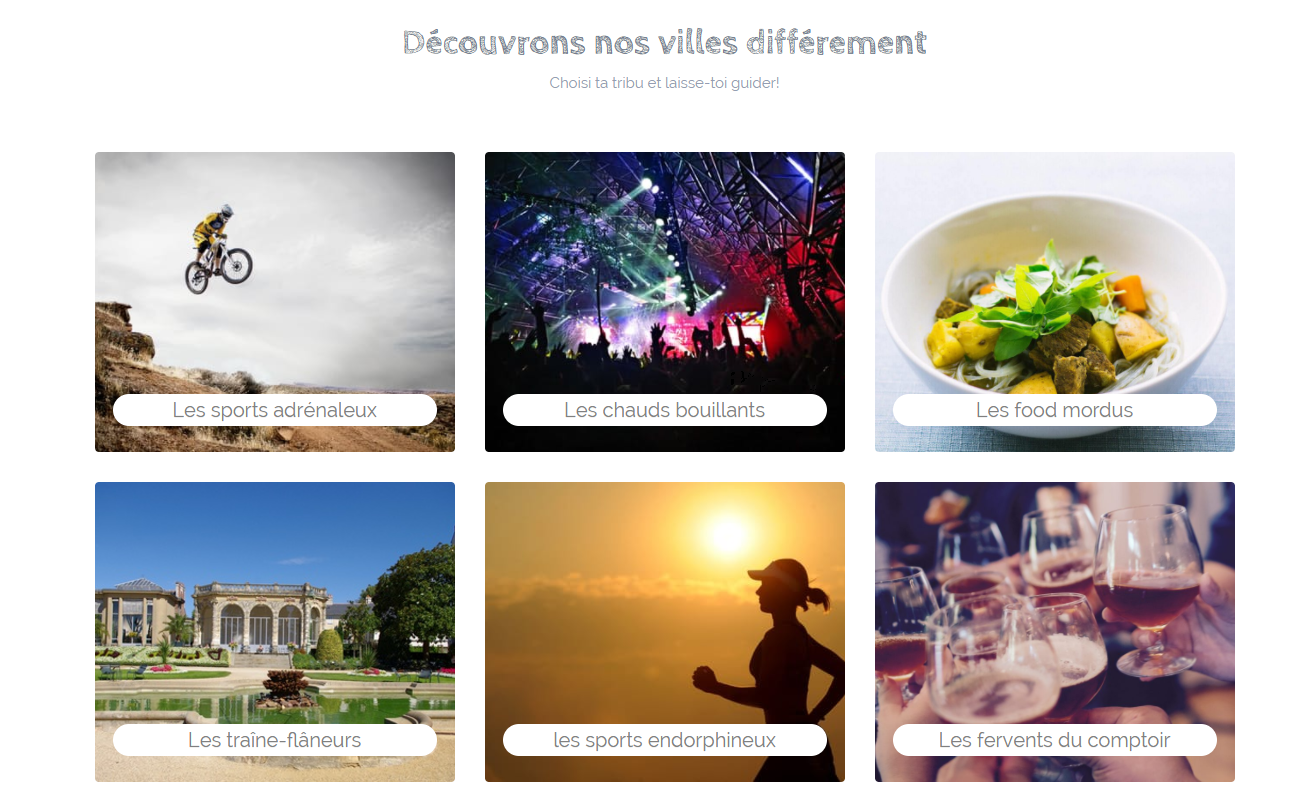 Découvrons nos villes différement
Choisi ta tribu et laisse-toi guider!
Les sports adrénaleux
Les chauds bouillants
Les food mordus
Les traîne-flâneurs
les sports endorphineux
Les fervents du comptoir